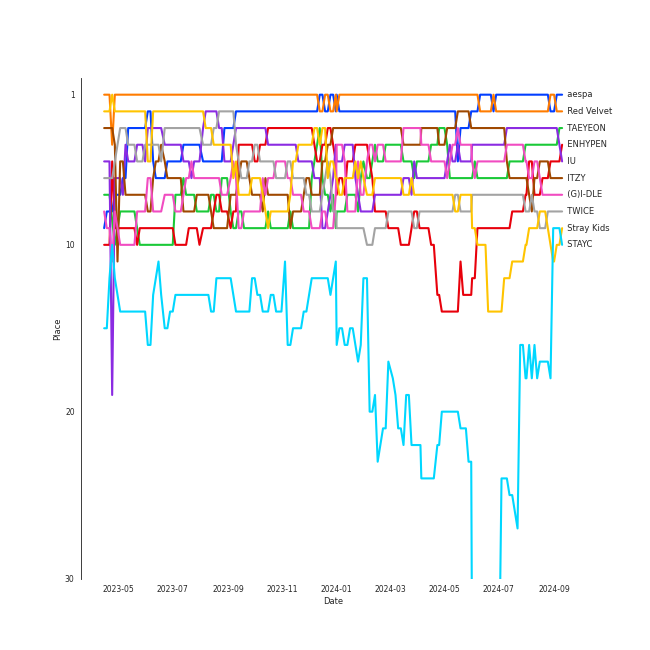 1
10
20
30
Place
aespa
Red Velvet
TAEYEON
ENHYPEN
IU
ITZY
(G)I-DLE
TWICE
Stray Kids
STAYC
2023-05 2023-07 2023-09 2023-11 2024-01 2024-03 2024-05 2024-07 2024-09
Date